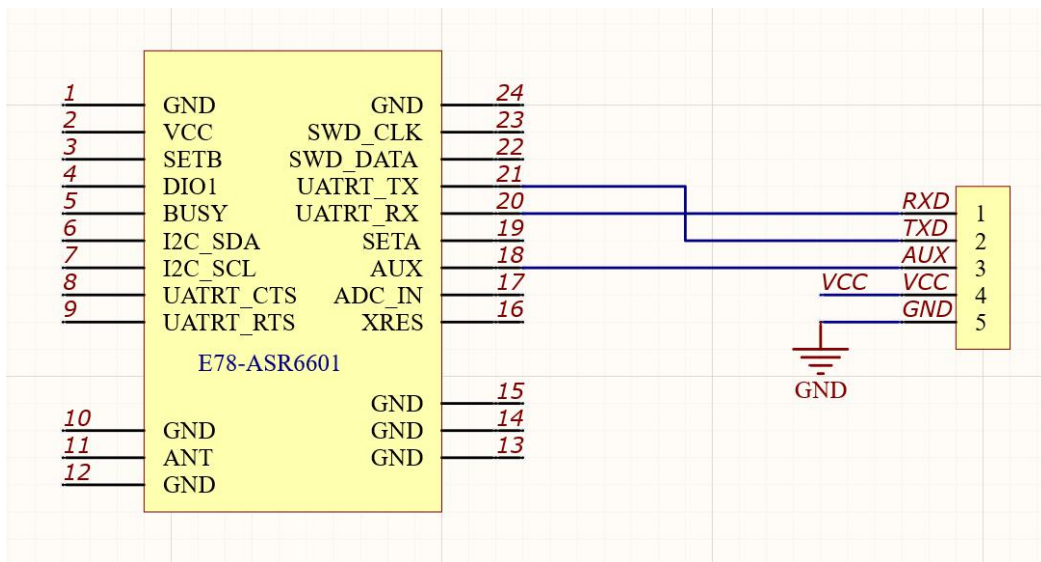 1 GND GND 24
2 VCC SWD_CLK 23
3 SETB SWD_DATA 22
4 DIO1 UATRT_TX 21
5 BUSY UATRT_RX 20 RXD 1
6 I2C_SDA SETA 19 TXD 2
7 I2C_SCL AUX 18 AUX 3
8 UATRT_CTS ADC_IN 17 VCC VCC 4
9 UATRT_RTS XRES 16 GND 5
E78-ASR6601
GND
GND 15
10 GND GND 14
11 ANT GND 13
12 GND